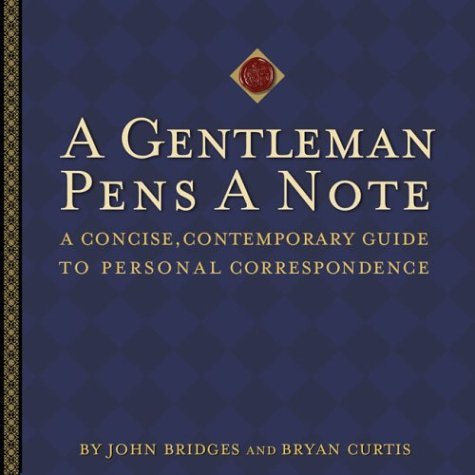 A GENTLEMAN
PENS A NOTE
A CONCISE, CONTEMPORARY GUIDE
TO PERSONAL CORRESPONDENCE
BY JOHN BRIDGES AND BRYAN CURTIS